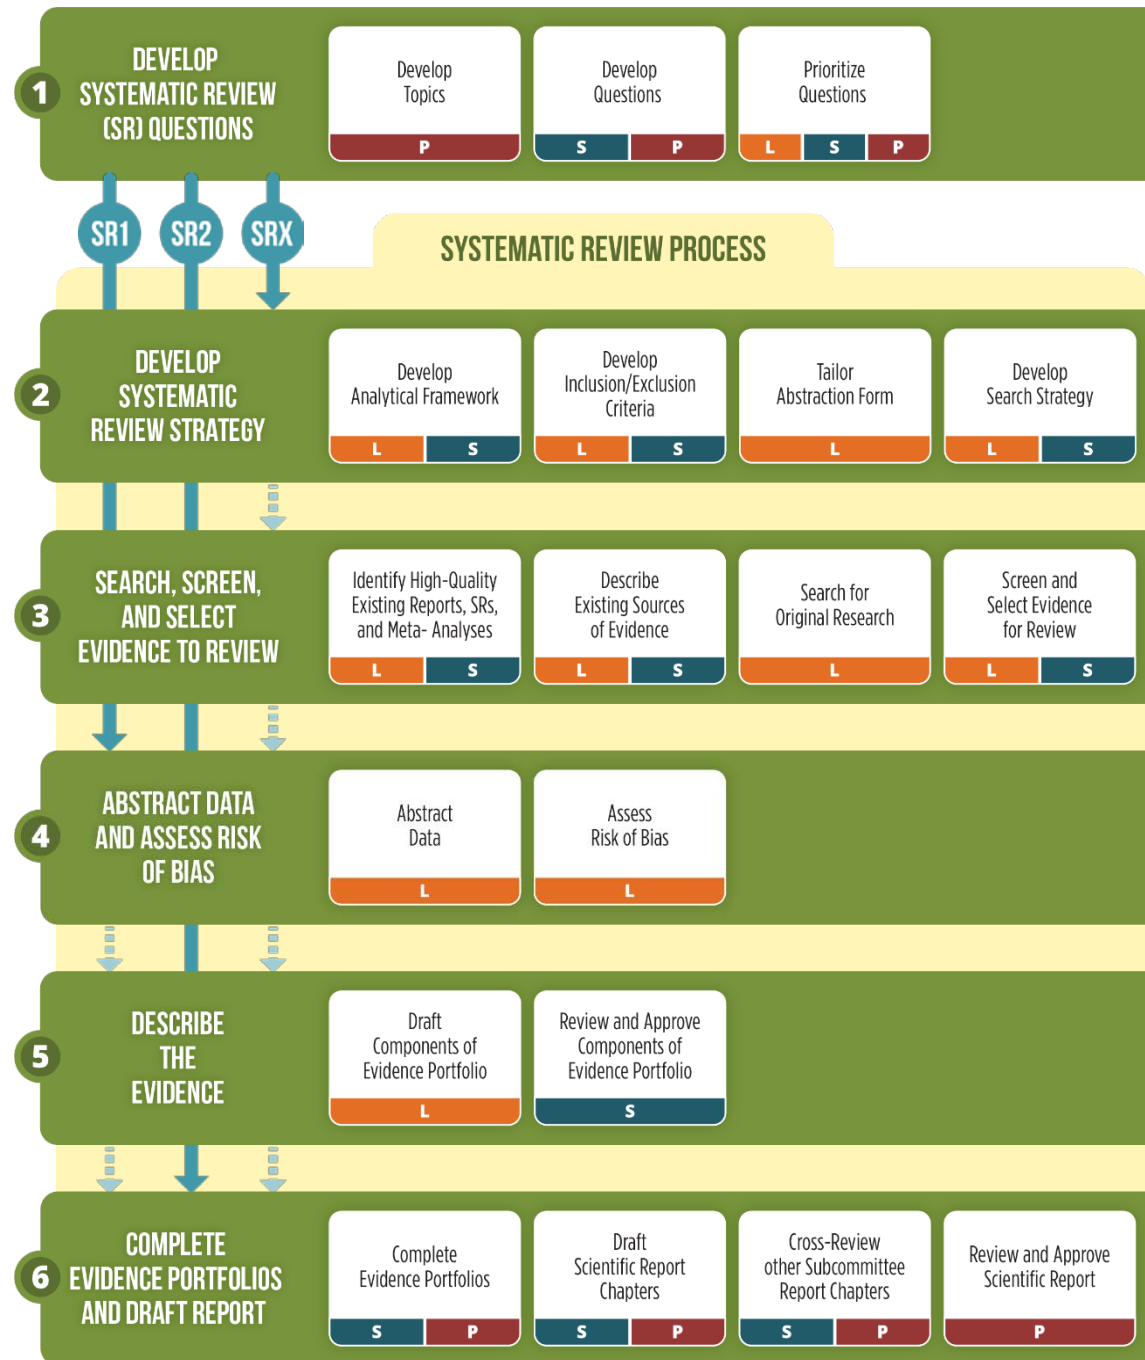 1
DEVELOP
SYSTEMATIC REVIEW
(SR) QUESTIONS
Develop
Topics
P
Develop
Questions
S P
Prioritize
Questions
L S P
SR1 SR2 SRX
SYSTEMATIC REVIEW PROCESS
2
DEVELOP
SYSTEMATIC
REVIEW STRATEGY
Develop
Analytical Framework
L S
Develop
Inclusion/Exclusion
Criteria
L S
Tailor
Abstraction Form
L
Develop
Search Strategy
L S
3
SEARCH, SCREEN,
AND SELECT
EVIDENCE TO REVIEW
Identify High-Quality
Existing Reports, SRs,
and Meta- Analyses
L S
Describe
Existing Sources
of Evidence
L S
Search for
Original Research
L
Screen and
Select Evidence
for Review
L S
4
ABSTRACT DATA
AND ASSESS RISK
OF BIAS
Abstract
Data
L
Assess
Risk of Bias
L
5
DESCRIBE
THE
EVIDENCE
Draft
Components of
Evidence Portfolio
L
Review and Approve
Components of
Evidence Portfolio
S
6
COMPLETE
EVIDENCE PORTFOLIOS
AND DRAFT REPORT
Complete
Evidence Portfolios
S P
Draft
Scientific Report
Chapters
S P
Cross-Review
other Subcommittee
Report Chapters
S P
Review and Approve
Scientific Report
P